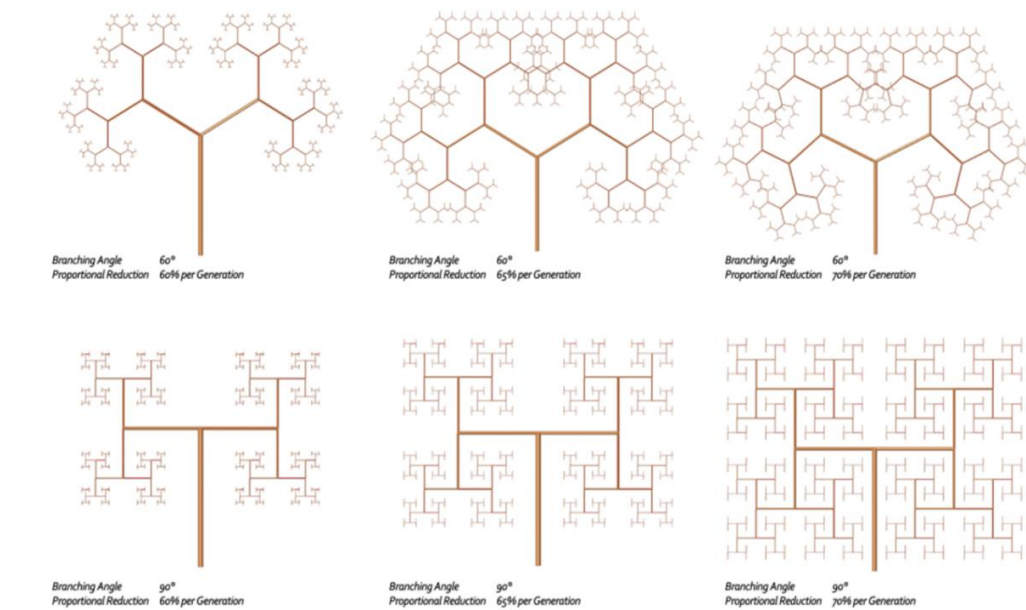 Branching Angle 60°
Proportional Reduction 60% per Generation
Branching Angle 60°
Proportional Reduction 65% per Generation
Branching Angle 60°
Proportional Reduction 70% per Generation
Branching Angle 90°
Proportional Reduction 60% per Generation
Branching Angle 90°
Proportional Reduction 65% per Generation
Branching Angle 90°
Proportional Reduction 70% per Generation